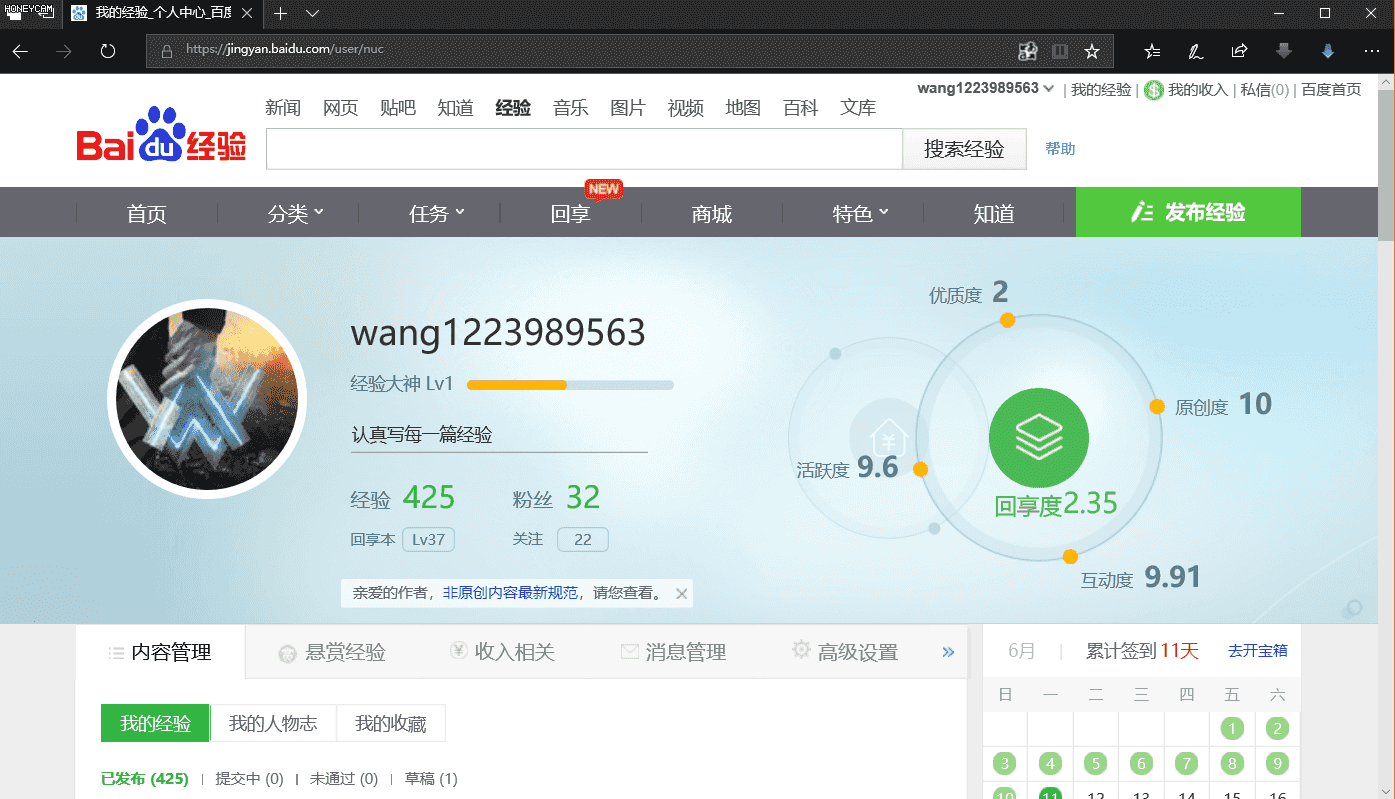 HONEYCAM
我的经验_个人中心_百度
https://jingyan.baidu.com/user/nuc
wang1223989563 | 我的经验 | 我的收入 | 私信(0) | 百度首页
新闻 网页 贴吧 知道 经验 音乐 图片 视频 地图 百科 文库
Bai du 经验
搜索经验 帮助
NEW
首页 分类 任务 回享 商城 特色 知道 发布经验
优质度 2
wang1223989563
经验大神 Lv1
原创度 10
认真写每一篇经验
活跃度 9.6
回享度2.35
经验 425 粉丝 32
回享本 Lv37 关注 22
互动度 9.91
亲爱的作者，非原创内容最新规范，请您查看。
内容管理 悬赏经验 收入相关 消息管理 高级设置 »
6月 | 累计签到 11天 去开宝箱
日 一 二 三 四 五 六
我的经验 我的人物志 我的收藏
1 2
3 4 5 6 7 8 9
已发布 (425) | 提交中 (0) | 未通过 (0) | 草稿 (1)
10 11 12 13 14 15 16